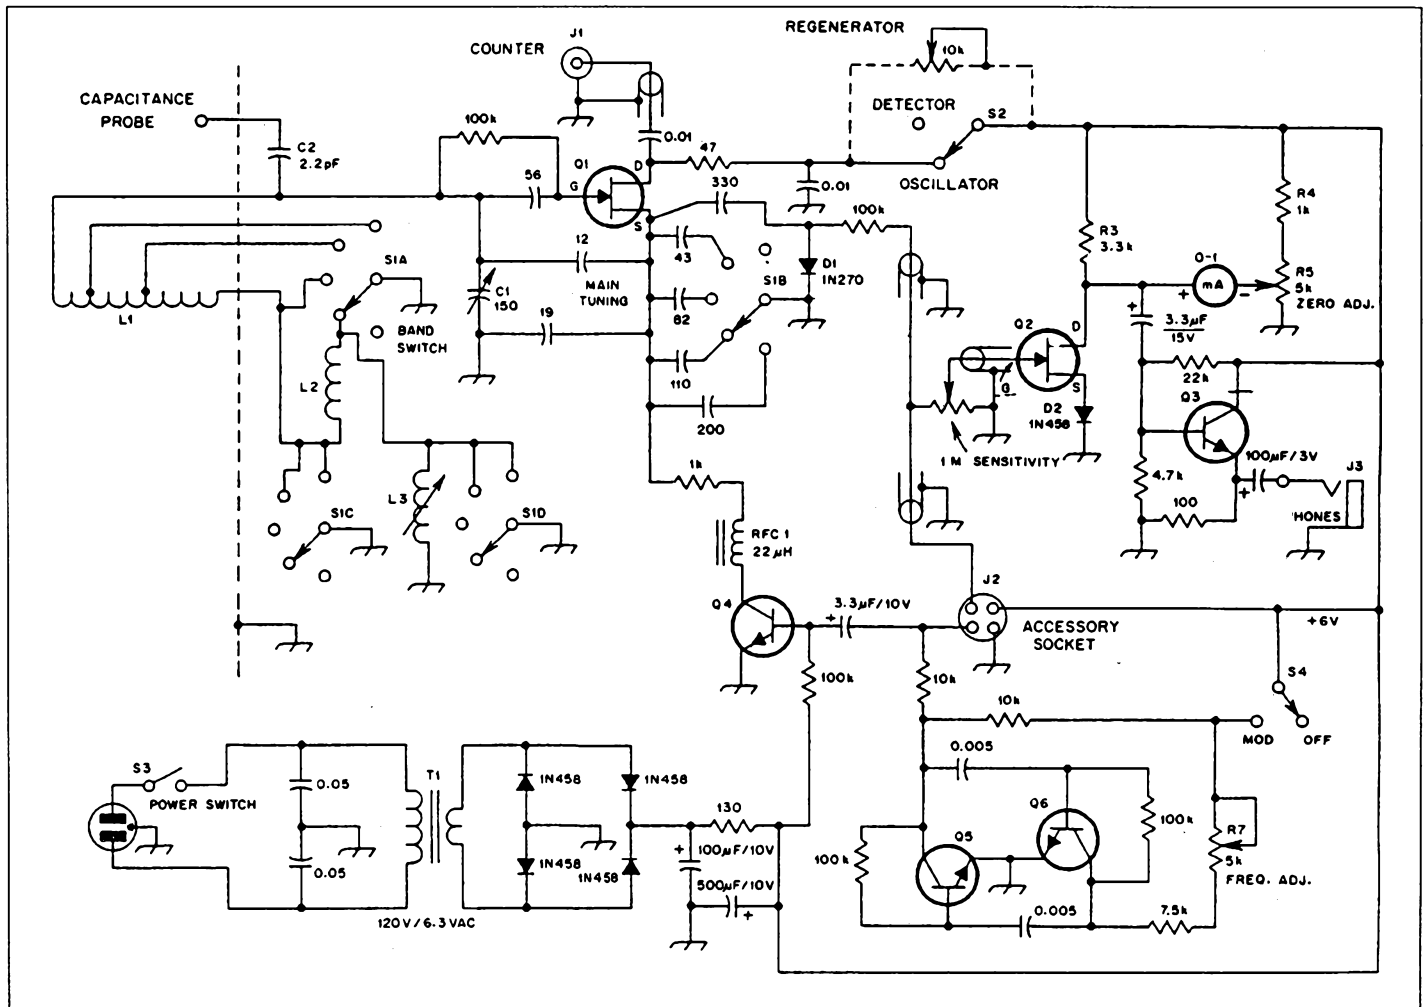 REGENERATOR
10k
J1
COUNTER
CAPACITANCE
PROBE
C2
2.2pF
100k
0.01
DETECTOR
S2
OSCILLATOR
Q1
D
G
S
56
47
0.01
330
100k
R4
1k
R3
3.3k
0-1
mA
+
-
R5
5k
ZERO ADJ.
12
MAIN
TUNING
C1
150
19
43
82
110
200
S1B
D1
1N270
L1
S1A
BAND
SWITCH
L2
L3
S1C
S1D
Q2
D
G
S
D2
1N458
1M SENSITIVITY
+
3.3µF
15V
22k
Q3
4.7k
100
100µF/3V
+
J3
'HONES
1k
RFC 1
22µH
Q4
3.3µF/10V
+
J2
ACCESSORY
SOCKET
+6V
S4
MOD
OFF
100k
10k
10k
S3
POWER SWITCH
0.05
0.05
T1
120V/6.3VAC
1N458
1N458
1N458
1N458
130
+
100µF/10V
500µF/10V
+
0.005
Q6
100k
Q5
100k
0.005
7.5k
R7
5k
FREQ. ADJ.